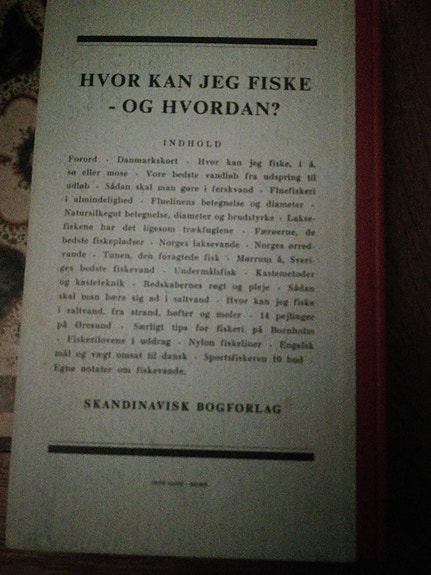 HVOR KAN JEG FISKE
- OG HVORDAN?
INDHOLD
Forord · Danmarkskort · Hvor kan jeg fiske, i å,
sø eller mose · Vore bedste vandløb fra udspring til
udløb · Sådan skal man gøre i ferskvand · Fluefiskeri
i almindelighed · Fluelinens betegnelse og diameter ·
Natursilkegut betegnelse, diameter og brudstyrke · Lakse-
fiskene har det ligesom trækfuglene · Færøerne, de
bedste fiskepladser · Norges laksevande · Norges ørred-
vande · Tunen, den foragtede fisk · Mørrum å, Sveri-
ges bedste fiskevand · Undermålsfisk · Kastemetoder
og kasteteknik · Redskabernes røgt og pleje · Sådan
skal man bære sig ad i saltvand · Hvor kan jeg fiske
i saltvand, fra strand, høfter og moler · 14 pejlinger
på Øresund · Særligt tips for fiskeri på Bornholm
· Fiskerilovene i uddrag · Nylon fiskeliner · Engelsk
mål og vægt omsat til dansk · Sportsfiskeren 10 bud ·
Egne notater om fiskevande.
SKANDINAVISK BOGFORLAG